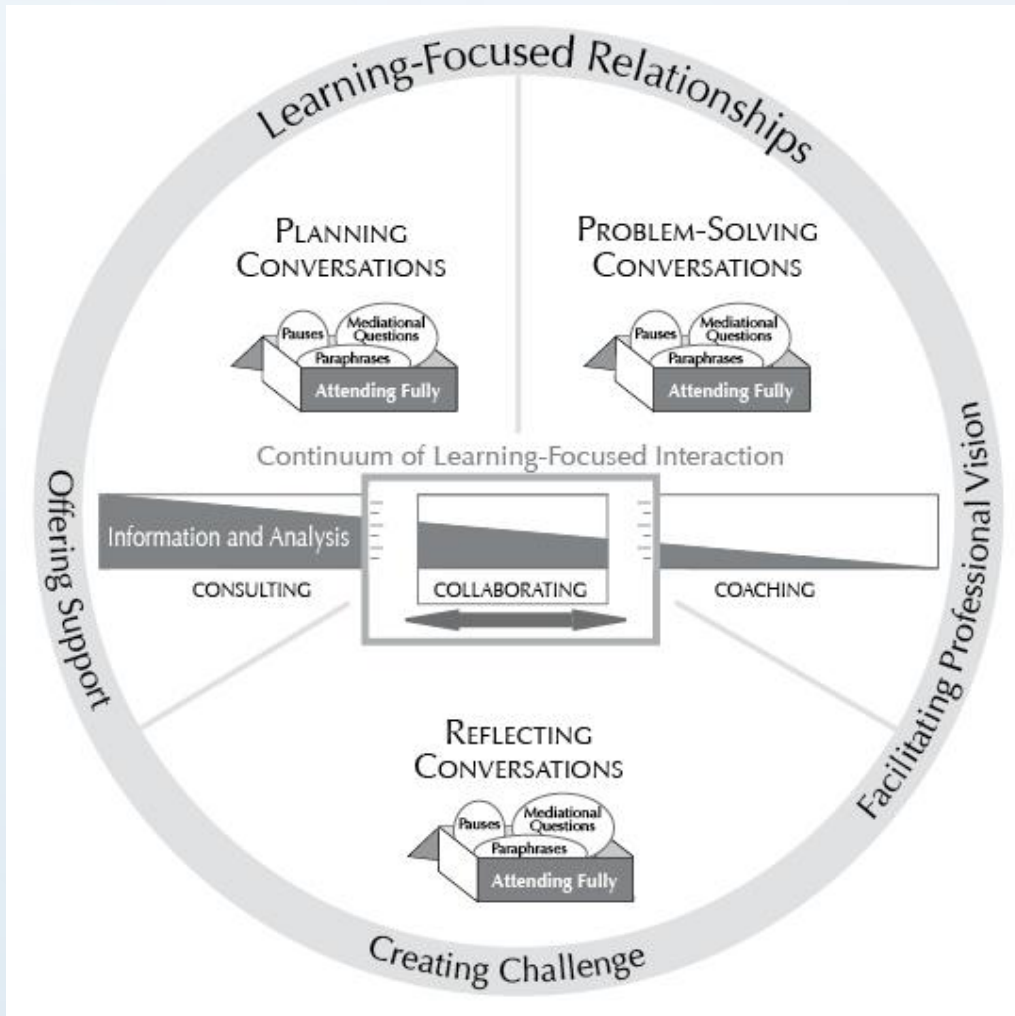 Learning-Focused Relationships
PLANNING
CONVERSATIONS
Pauses
Mediational
Questions
Paraphrases
Attending Fully
PROBLEM-SOLVING
CONVERSATIONS
Pauses
Mediational
Questions
Paraphrases
Attending Fully
Continuum of Learning-Focused Interaction
Information and Analysis
CONSULTING
COLLABORATING
COACHING
Offering Support
Facilitating Professional Vision
REFLECTING
CONVERSATIONS
Pauses
Mediational
Questions
Paraphrases
Attending Fully
Creating Challenge